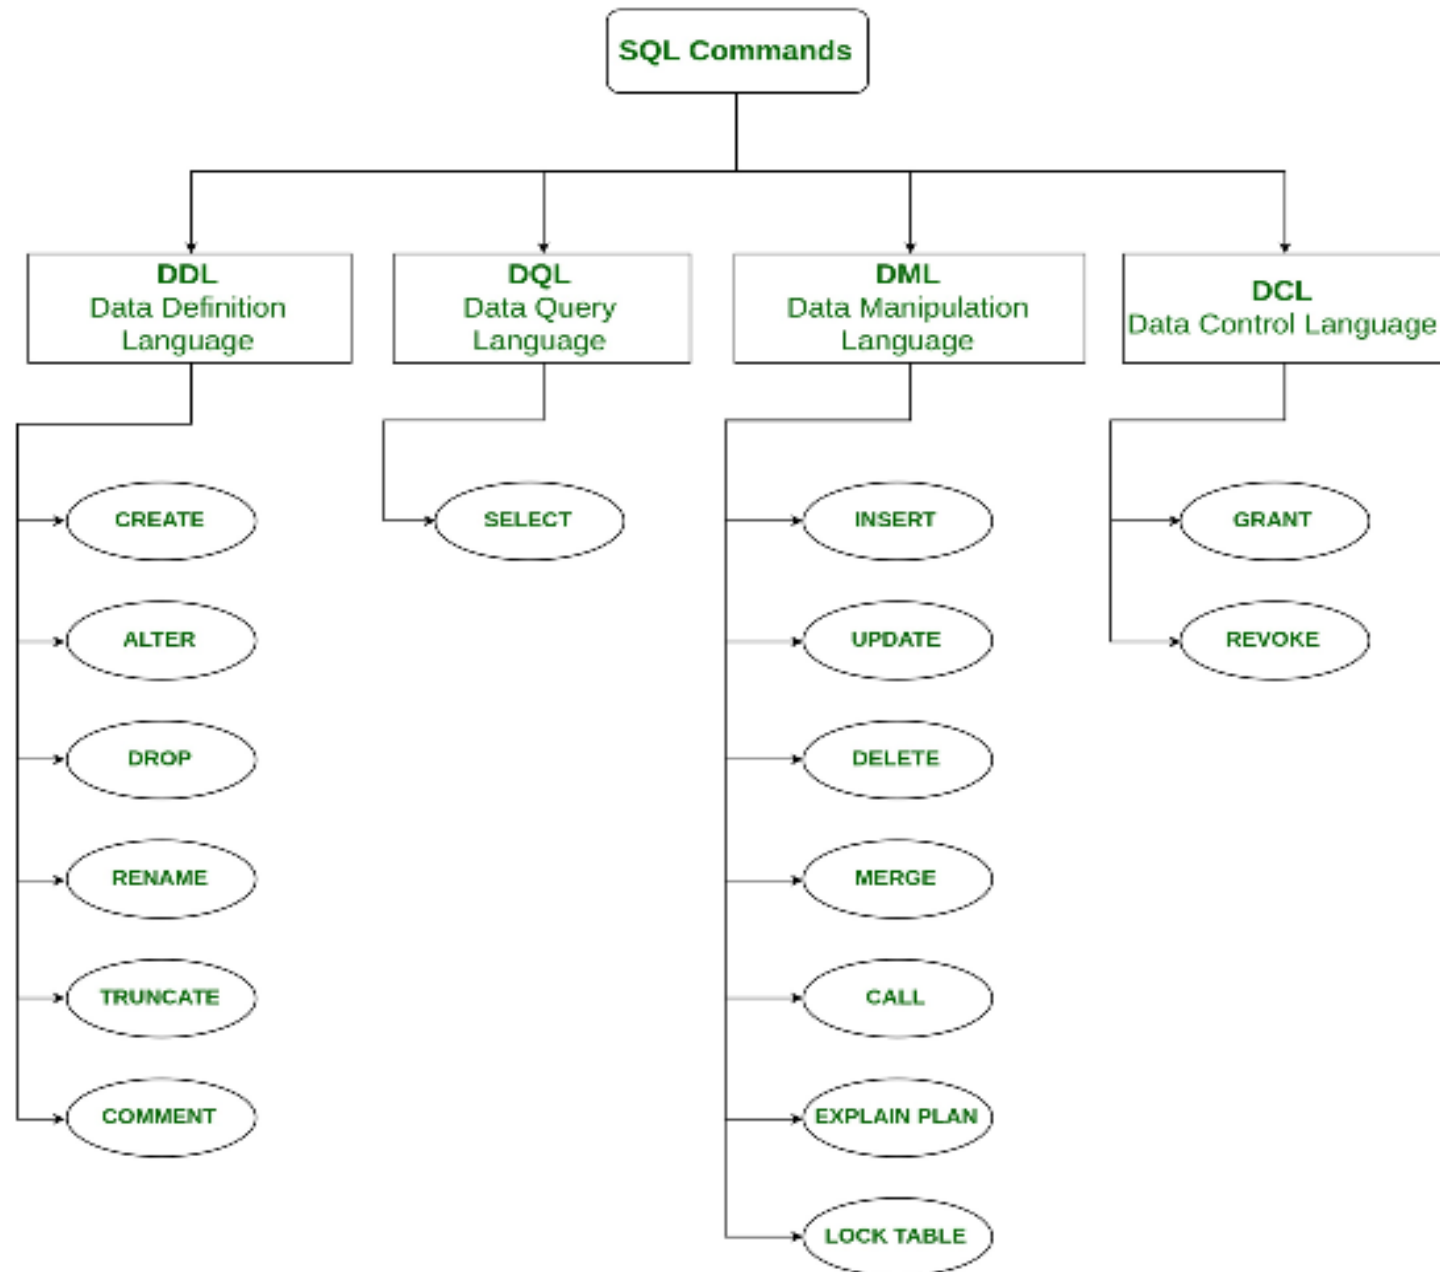 SQL Commands
DDL
Data Definition
Language
DQL
Data Query
Language
DML
Data Manipulation
Language
DCL
Data Control Language
CREATE
ALTER
DROP
RENAME
TRUNCATE
COMMENT
SELECT
INSERT
UPDATE
DELETE
MERGE
CALL
EXPLAIN PLAN
LOCK TABLE
GRANT
REVOKE